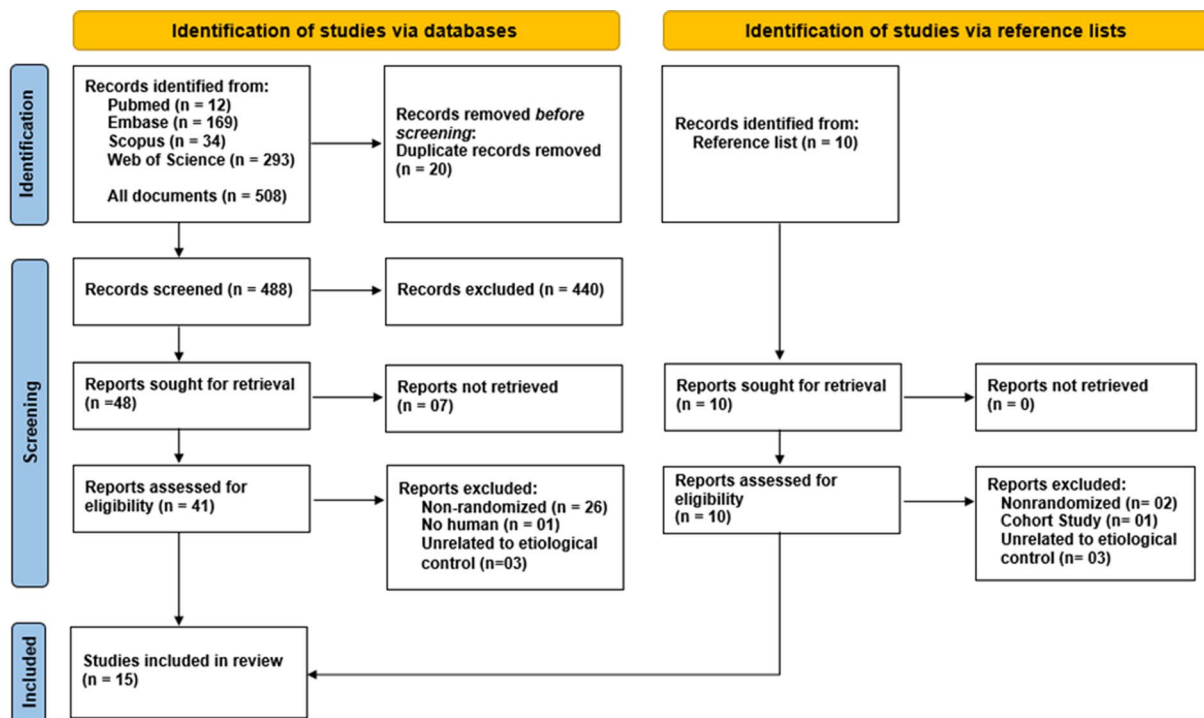 Identification of studies via databases
Identification of studies via reference lists
Identification
Records identified from:
Pubmed (n = 12)
Embase (n = 169)
Scopus (n = 34)
Web of Science (n = 293)
All documents (n = 508)
Records removed before
screening:
Duplicate records removed
(n = 20)
Records identified from:
Reference list (n = 10)
Screening
Records screened (n = 488)
Records excluded (n = 440)
Reports sought for retrieval
(n =48)
Reports not retrieved
(n = 07)
Reports sought for retrieval
(n = 10)
Reports not retrieved
(n = 0)
Reports assessed for
eligibility (n = 41)
Reports excluded:
Non-randomized (n = 26)
No human (n = 01)
Unrelated to etiological
control (n=03)
Reports assessed for
eligibility
(n = 10)
Reports excluded:
Nonrandomized (n= 02)
Cohort Study (n= 01)
Unrelated to etiological
control (n= 03)
Included
Studies included in review
(n = 15)